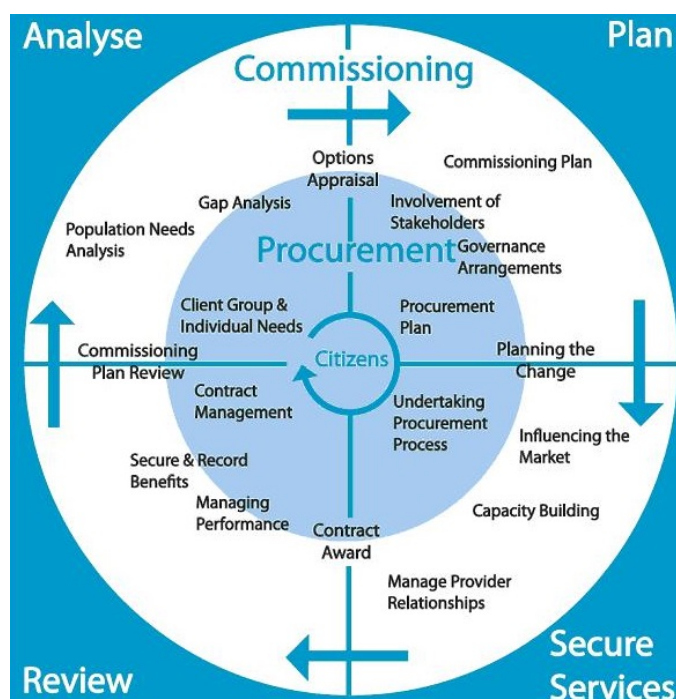 Analyse
Plan
Commissioning
Options
Appraisal
Commissioning Plan
Gap Analysis
Involvement of
Stakeholders
Population Needs
Analysis
Procurement
Governance
Arrangements
Client Group &
Individual Needs
Procurement
Plan
Citizens
Commissioning
Plan Review
Planning the
Change
Contract
Management
Undertaking
Procurement
Process
Influencing the
Market
Secure & Record
Benefits
Managing
Performance
Capacity Building
Contract
Award
Manage Provider
Relationships
Review
Secure
Services